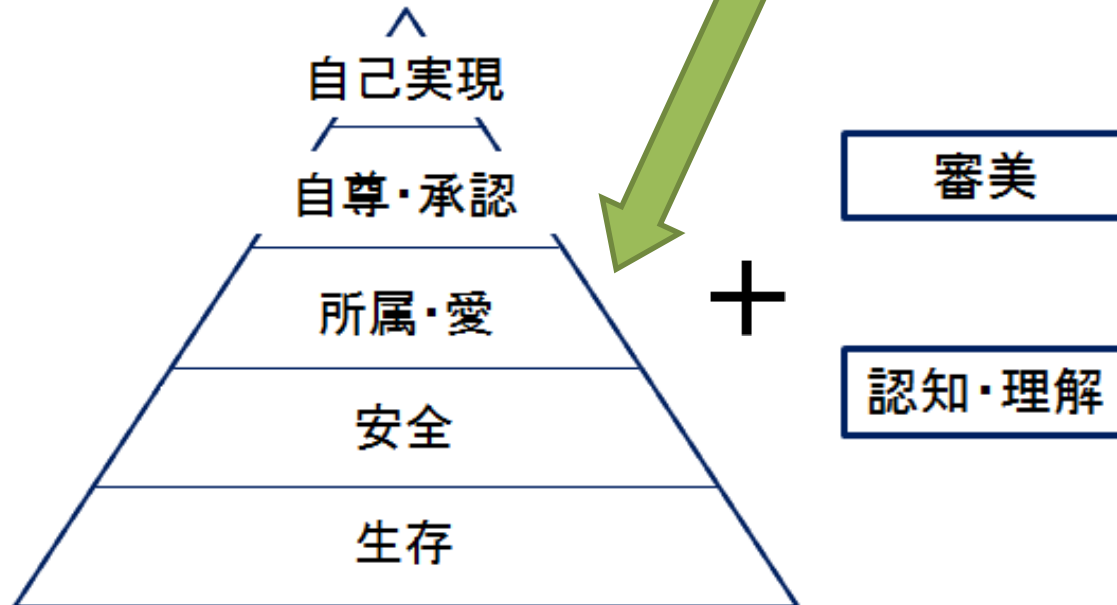 自己実現
自尊・承認
所属・愛
安全
生存
+
審美
認知・理解